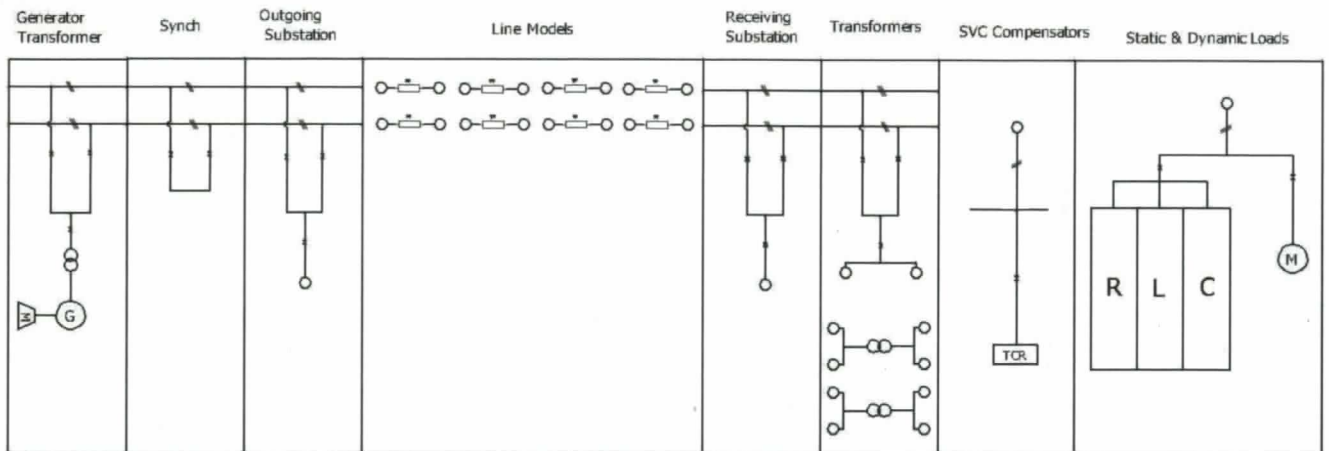 Generator
Transformer
Synch
Outgoing
Substation
Line Models
Receiving
Substation
Transformers
SVC Compensators
Static & Dynamic Loads
M
G
TCR
R
L
C
M